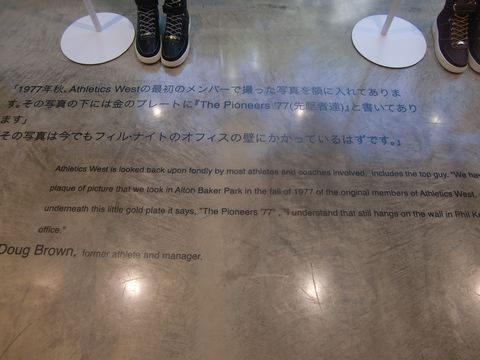 「1977年秋、Athletics Westの最初のメンバーで撮った写真を額に入れてありま
す。その写真の下には金のプレートに『The Pioneers '77(先駆者達)』と書いてあり
ます」
その写真は今でもフィル・ナイトのオフィスの壁にかかっているはずです。」
Athletics West is looked back upon fondly by most athletes and coaches involved, includes the top guy. "We hav
plaque of picture that we took in Alton Baker Park in the fall of 1977 of the original members of Athletics West,
underneath this little gold plate it says, "The Pioneers '77" , "I understand that still hangs on the wall in Phil K
office."
Doug Brown, former athlete and manager.